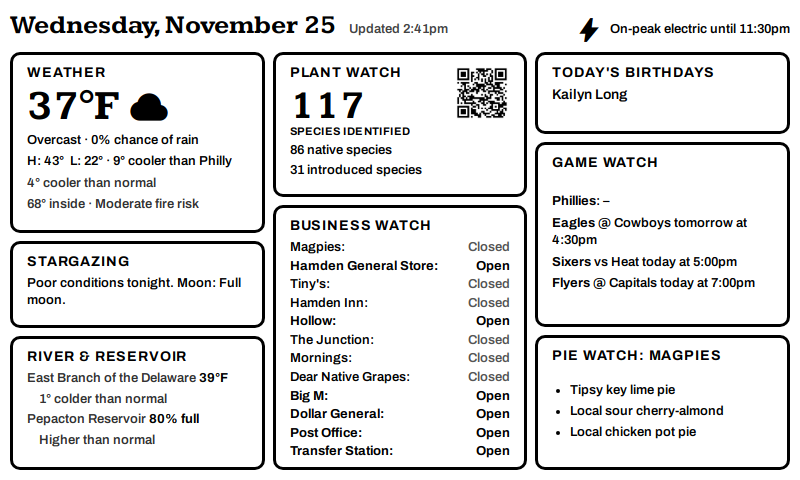 Wednesday, November 25 Updated 2:41pm
On-peak electric until 11:30pm
WEATHER
37°F
Overcast · 0% chance of rain
H: 43° L: 22° · 9° cooler than Philly
4° cooler than normal
68° inside · Moderate fire risk
STARGAZING
Poor conditions tonight. Moon: Full
moon.
RIVER & RESERVOIR
East Branch of the Delaware 39°F
1° colder than normal
Pepacton Reservoir 80% full
Higher than normal
PLANT WATCH
117
SPECIES IDENTIFIED
86 native species
31 introduced species
BUSINESS WATCH
Magpies: Closed
Hamden General Store: Open
Tiny's: Closed
Hamden Inn: Closed
Hollow: Open
The Junction: Closed
Mornings: Closed
Dear Native Grapes: Closed
Big M: Open
Dollar General: Open
Post Office: Open
Transfer Station: Open
TODAY'S BIRTHDAYS
Kailyn Long
GAME WATCH
Phillies: –
Eagles @ Cowboys tomorrow at
4:30pm
Sixers vs Heat today at 5:00pm
Flyers @ Capitals today at 7:00pm
PIE WATCH: MAGPIES
• Tipsy key lime pie
• Local sour cherry-almond
• Local chicken pot pie